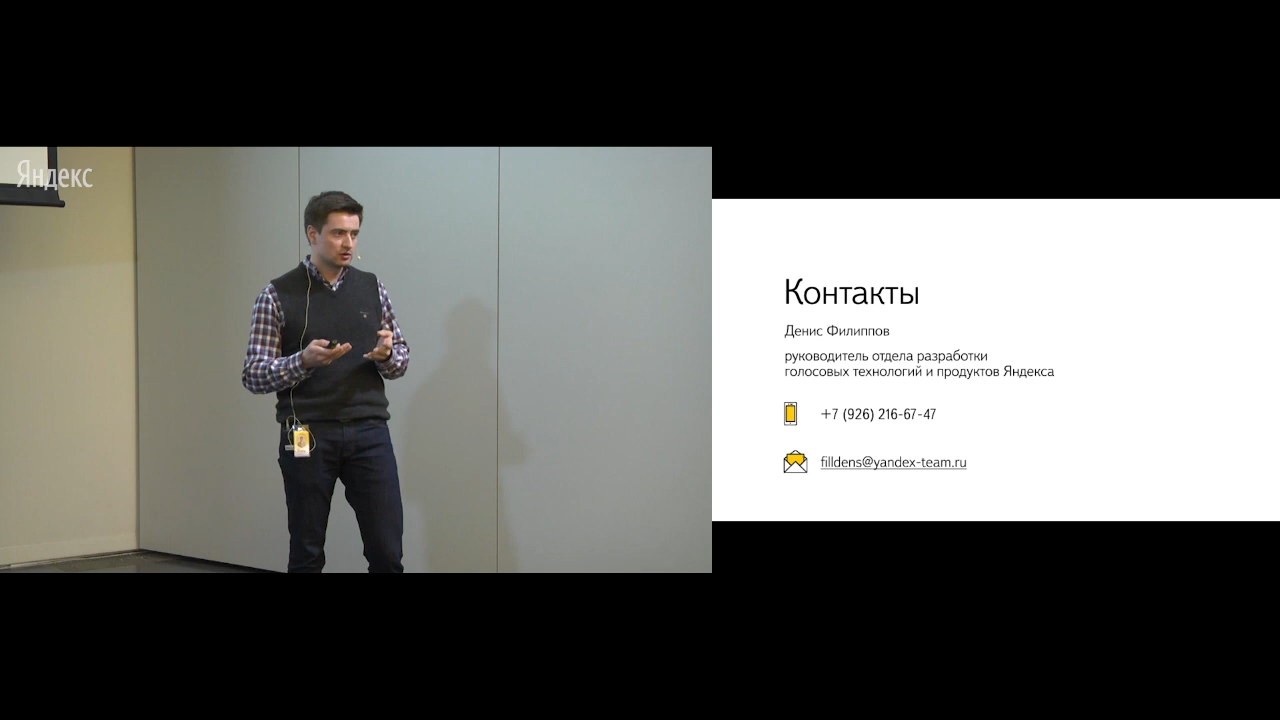 Яндекс
Контакты
Денис Филиппов
руководитель отдела разработки
голосовых технологий и продуктов Яндекса
+7 (926) 216-67-47
filldens@yandex-team.ru